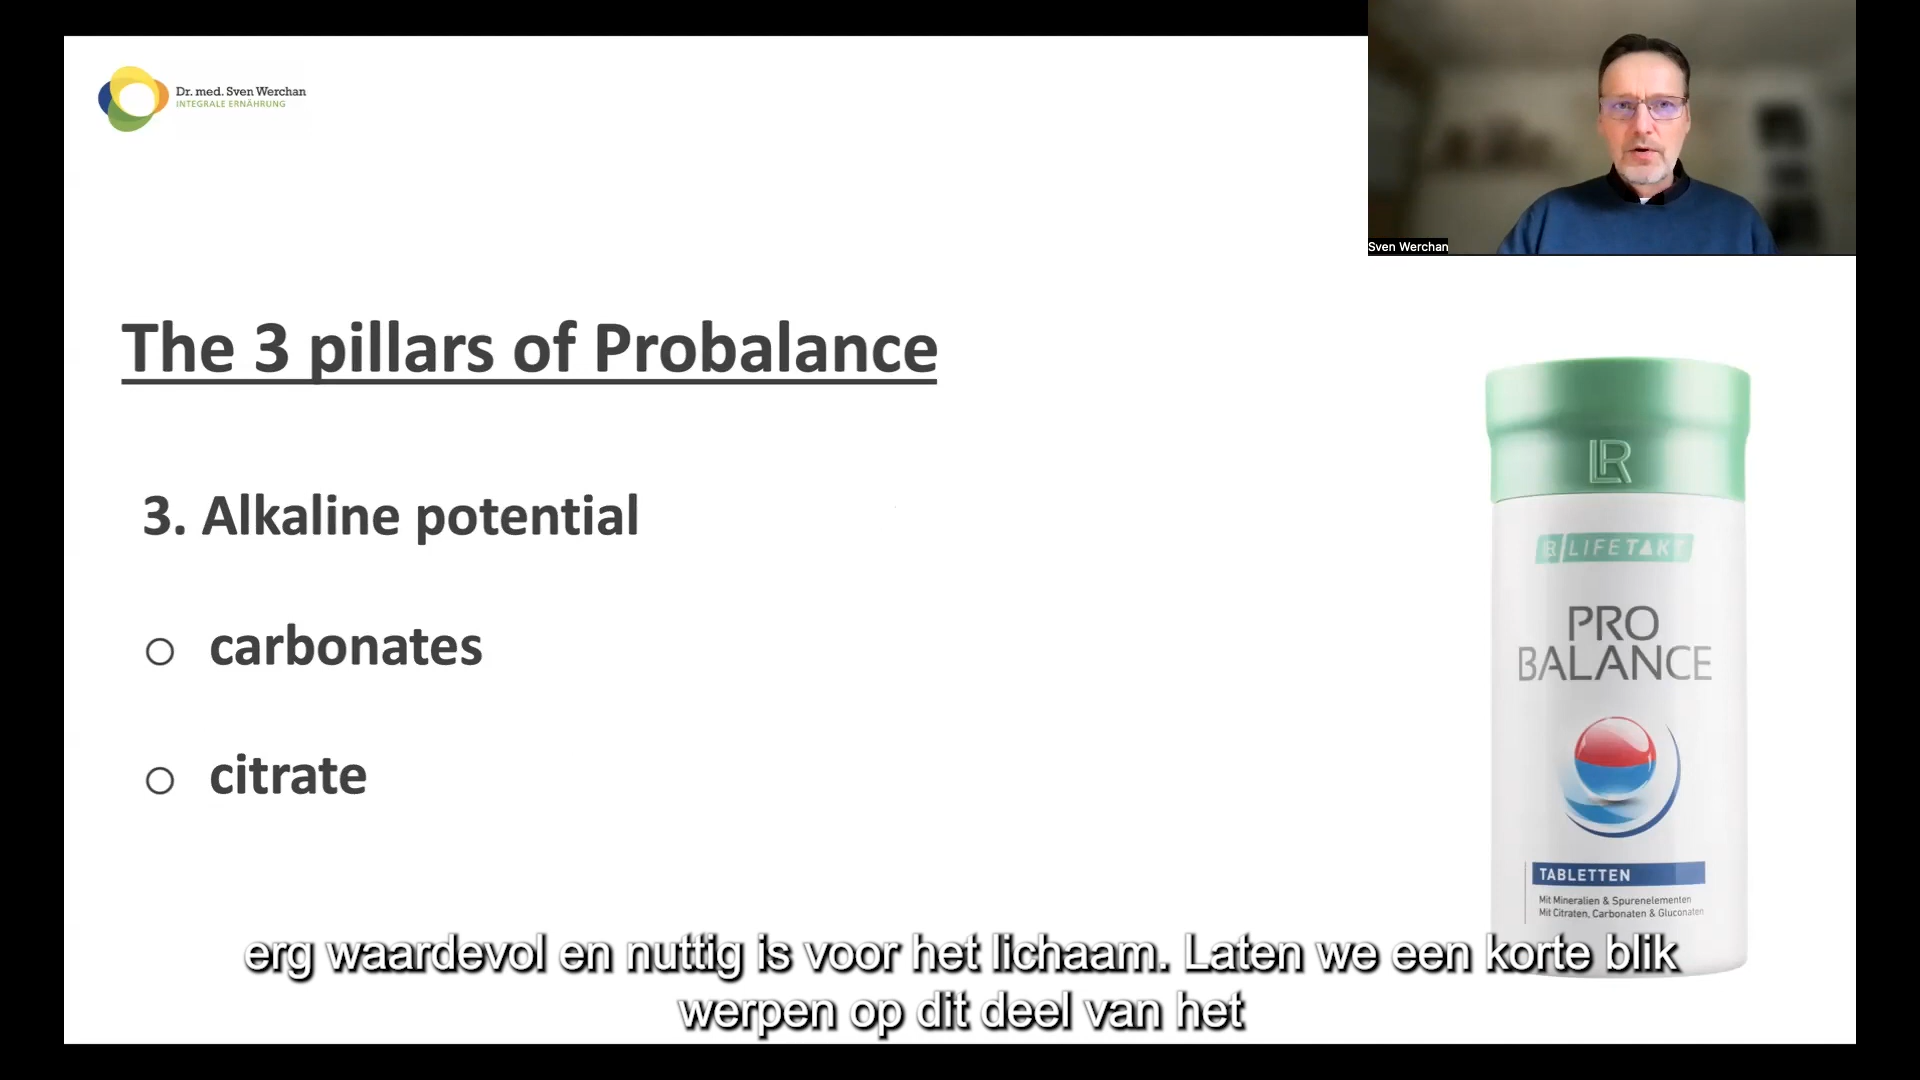 Dr. med. Sven Werchan
INTEGRALE ERNÄHRUNG
Sven Werchan
The 3 pillars of Probalance
3. Alkaline potential
carbonates
citrate
LR
LR LIFETAKT
PRO
BALANCE
TABLETTEN
Mit Mineralien & Spurenelementen
Mit Citraten, Carbonaten & Gluconaten
erg waardevol en nuttig is voor het lichaam. Laten we een korte blik
werpen op dit deel van het